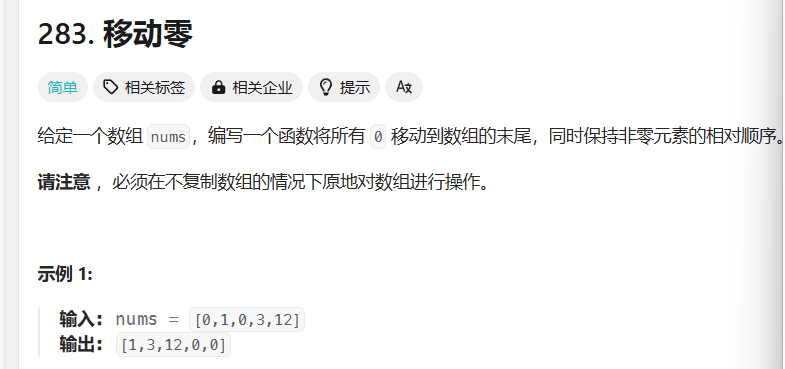 283. 移动零
简单 相关标签 相关企业 提示 A文
给定一个数组 nums，编写一个函数将所有 0 移动到数组的末尾，同时保持非零元素的相对顺序。
请注意 ，必须在不复制数组的情况下原地对数组进行操作。
示例 1:
输入: nums = [0,1,0,3,12]
输出: [1,3,12,0,0]